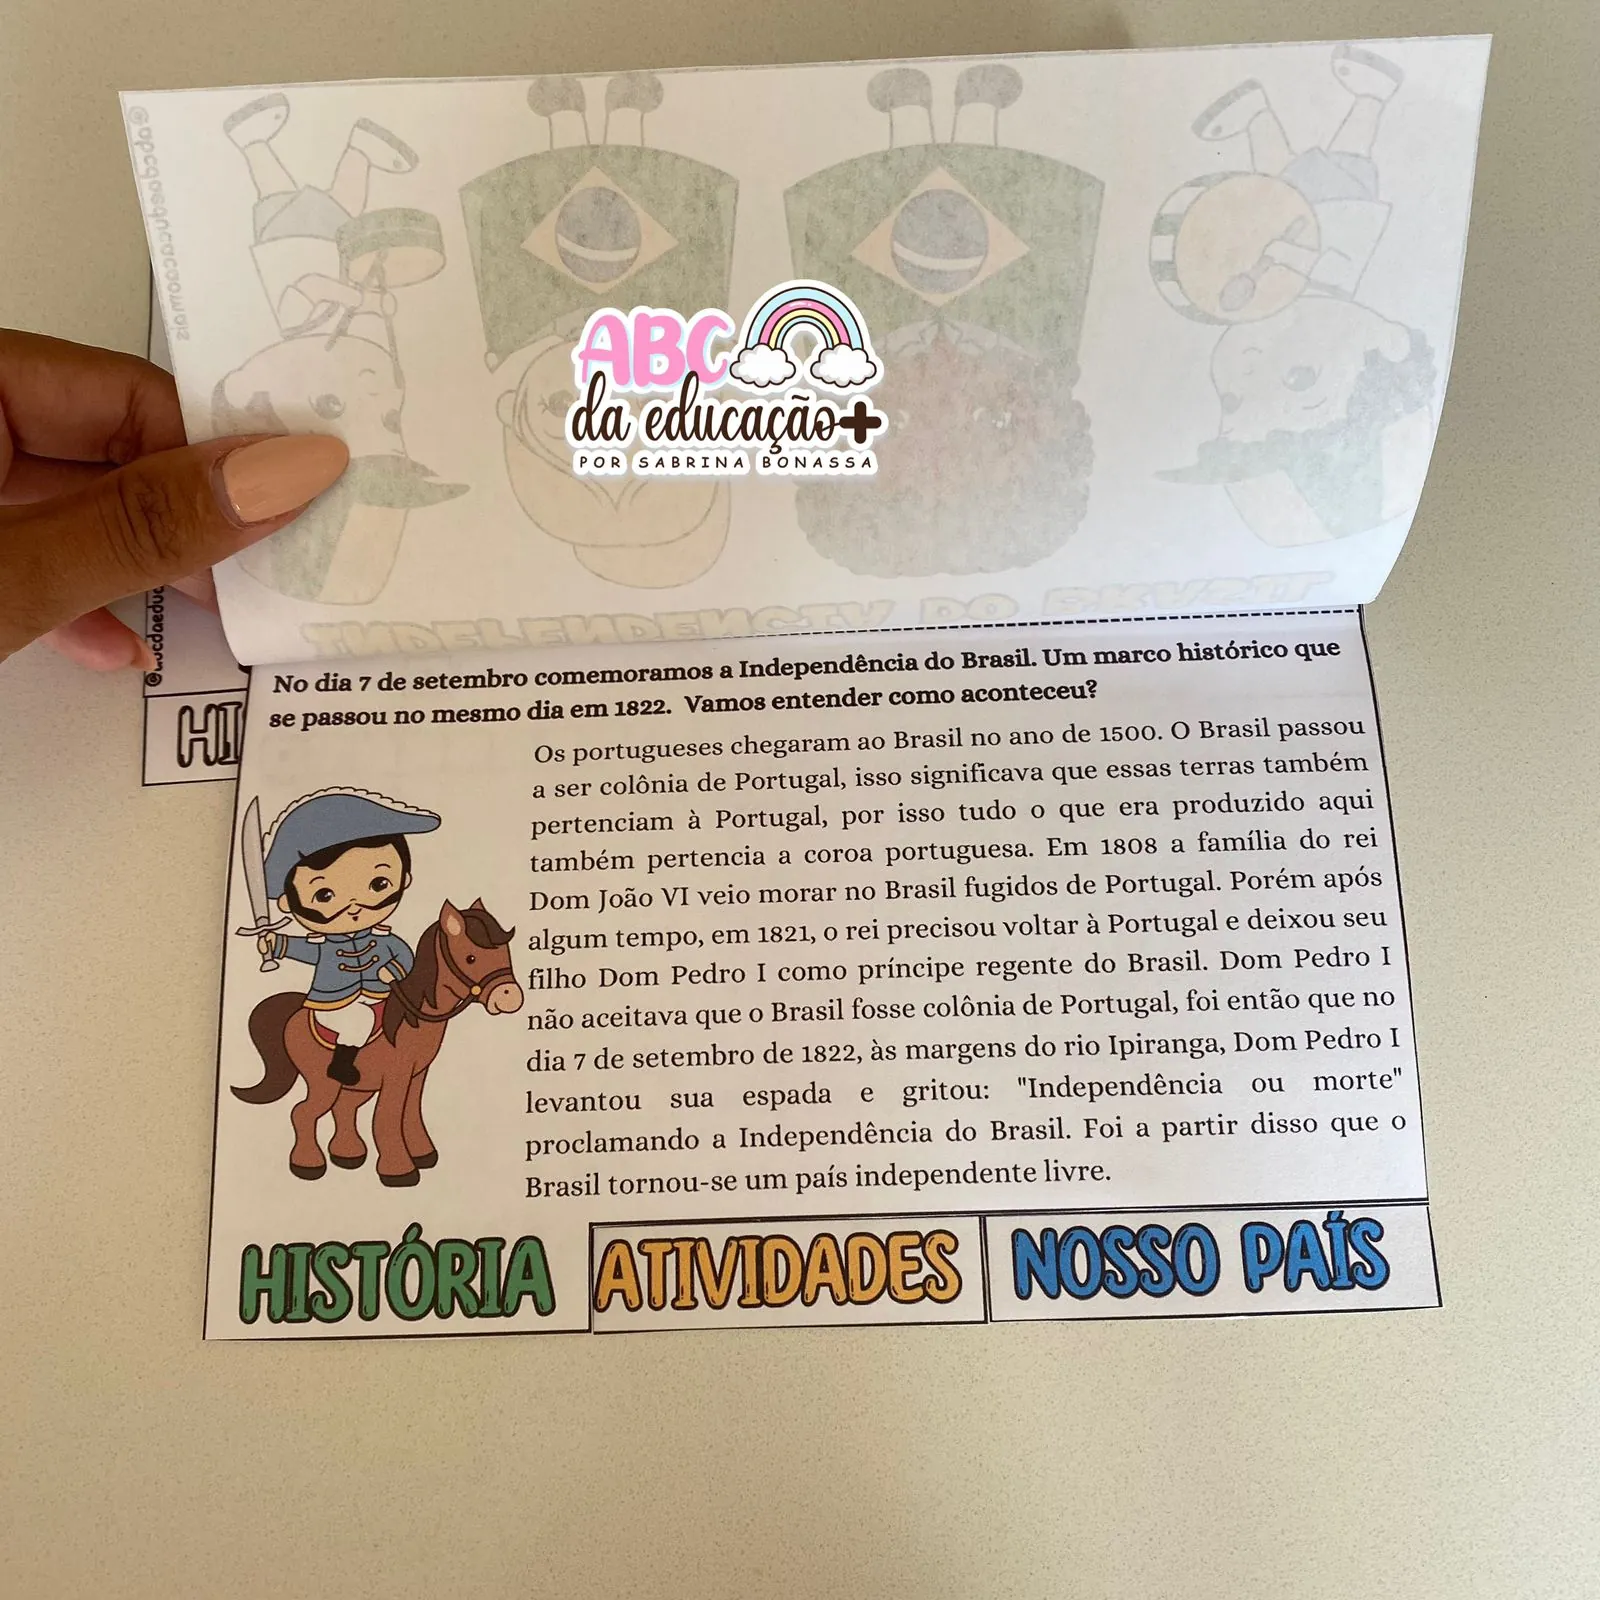 @abcdaeducacaomais
ABC
da educação+
POR SABRINA BONASSA
INDEPENDENCIA DO BRASIL
No dia 7 de setembro comemoramos a Independência do Brasil. Um marco histórico que
se passou no mesmo dia em 1822. Vamos entender como aconteceu?
Os portugueses chegaram ao Brasil no ano de 1500. O Brasil passou
a ser colônia de Portugal, isso significava que essas terras também
pertenciam à Portugal, por isso tudo o que era produzido aqui
também pertencia a coroa portuguesa. Em 1808 a família do rei
Dom João VI veio morar no Brasil fugidos de Portugal. Porém após
algum tempo, em 1821, o rei precisou voltar à Portugal e deixou seu
filho Dom Pedro I como príncipe regente do Brasil. Dom Pedro I
não aceitava que o Brasil fosse colônia de Portugal, foi então que no
dia 7 de setembro de 1822, às margens do rio Ipiranga, Dom Pedro I
levantou sua espada e gritou: "Independência ou morte"
proclamando a Independência do Brasil. Foi a partir disso que o
Brasil tornou-se um país independente livre.
HISTÓRIA
ATIVIDADES
NOSSO PAÍS